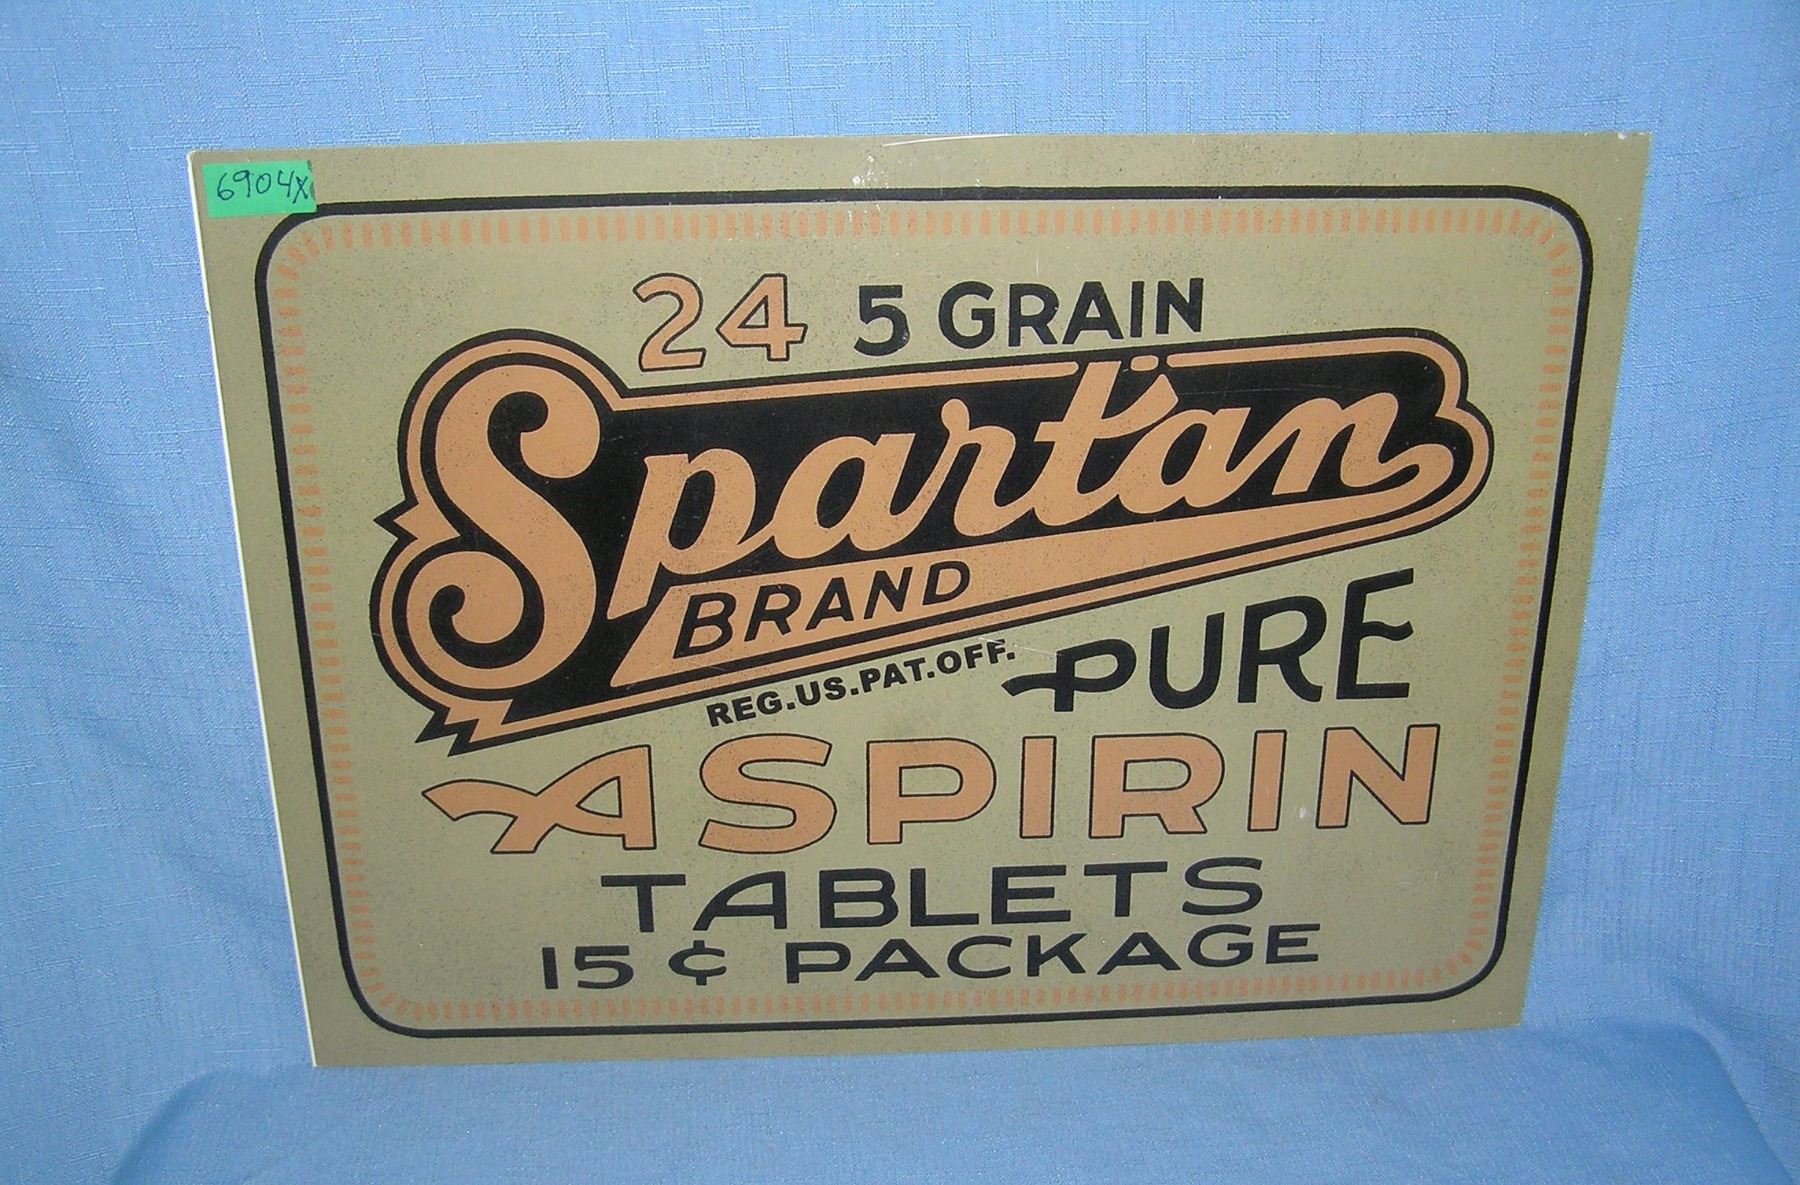 6904X
24 5 GRAIN
Spartan
BRAND
REG.US.PAT.OFF.
PURE
ASPIRIN
TABLETS
15¢ PACKAGE